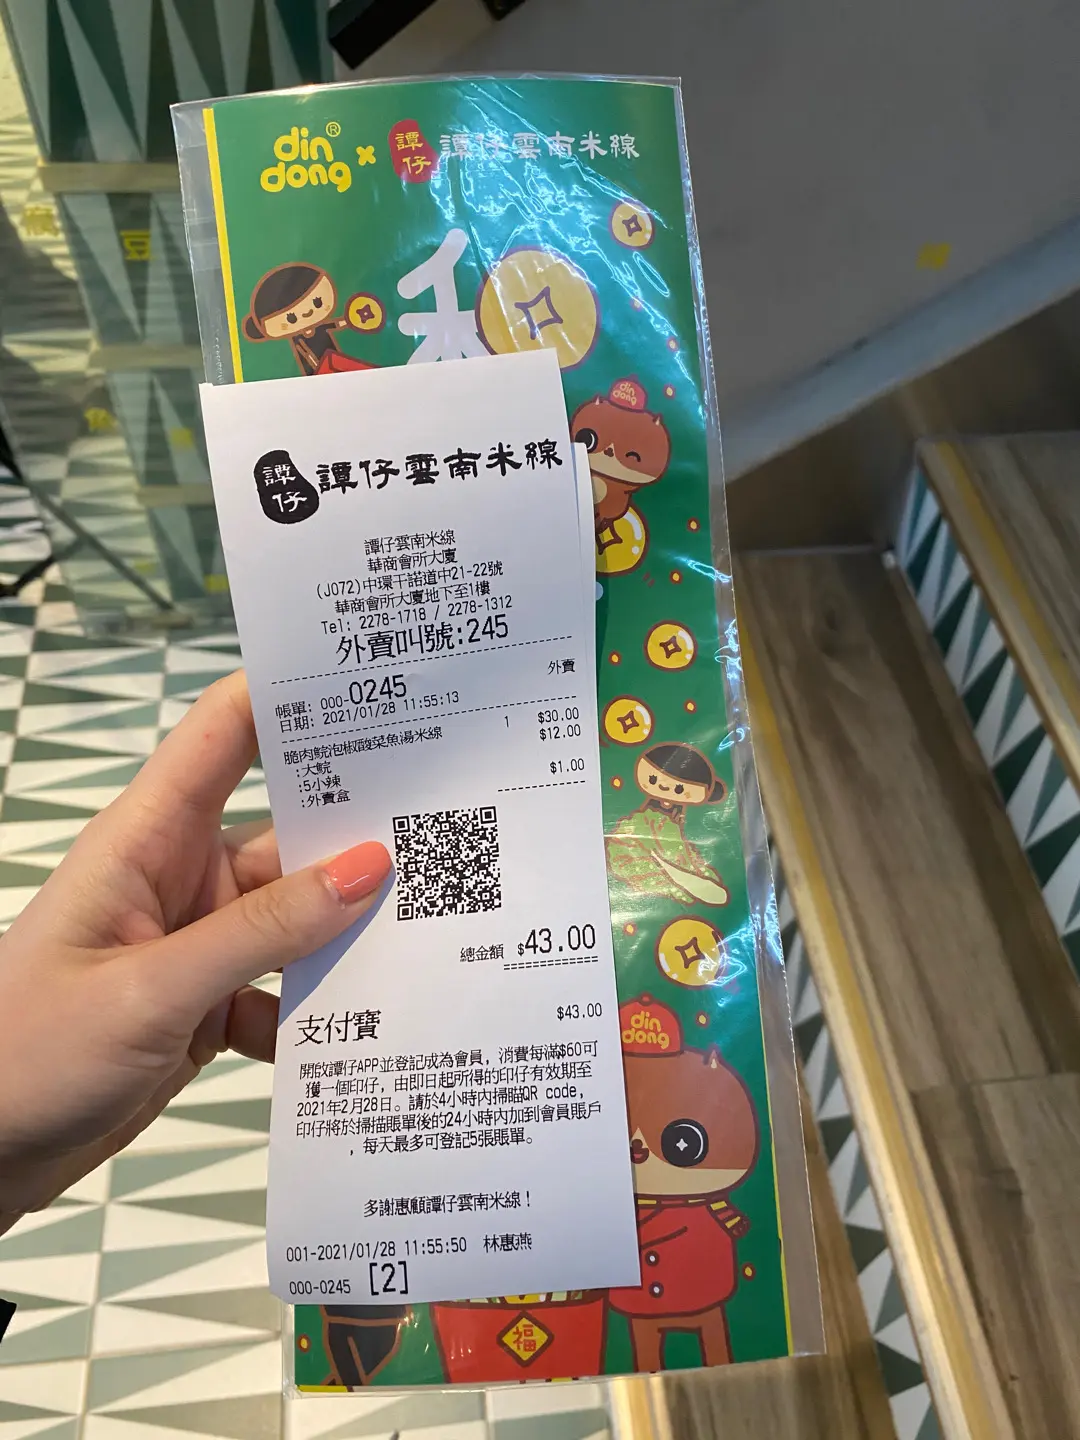 din
dong®
x
譚仔
譚仔雲南米線
譚仔
譚仔雲南米線
譚仔雲南米線
華商會所大廈
(J072)中環干諾道中21-22號
華商會所大廈地下至1樓
Tel: 2278-1718 / 2278-1312
外賣叫號:245
外賣
帳單: 000-0245
日期: 2021/01/28 11:55:13
脆肉鯇泡椒酸菜魚湯米線 1 $30.00
:大鯇 $12.00
:5小辣
:外賣盒 $1.00
總金額 $43.00
支付寶 $43.00
開啟譚仔APP並登記成為會員, 消費每滿$60可
獲一個印仔, 由即日起所得的印仔有效期至
2021年2月28日。請於4小時內掃瞄QR code,
印仔將於掃描賬單後的24小時內加到會員賬戶
, 每天最多可登記5張賬單。
多謝惠顧譚仔雲南米線!
001-2021/01/28 11:55:50 林惠燕
000-0245 [2]
din
dong
din
dong
福
豆